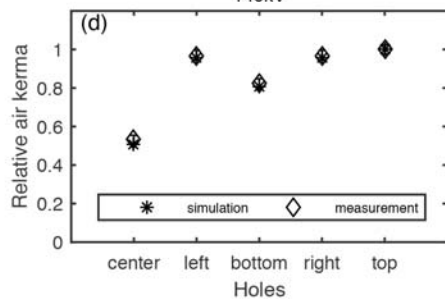 (d)
Relative air kerma
1
0.8
0.6
0.4
0.2
0
simulation measurement
center left bottom right top
Holes